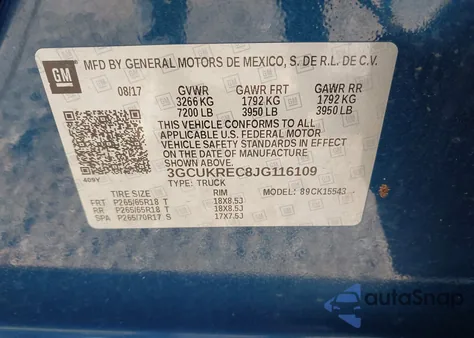 GM MFD BY GENERAL MOTORS DE MEXICO, S. DE R.L. DE C.V.
08/17 GVWR GAWR FRT GAWR RR
3266 KG 1792 KG 1792 KG
7200 LB 3950 LB 3950 LB
THIS VEHICLE CONFORMS TO ALL
APPLICABLE U.S. FEDERAL MOTOR
VEHICLE SAFETY STANDARDS IN EFFECT
ON THE DATE OF MANUFACTURE
SHOWN ABOVE.
3GCUKREC8JG116109
409Y TYPE: TRUCK
TIRE SIZE RIM MODEL: 89CK15543
FRT P265/65R18 T 18X8.5J
RR P265/65R18 T 18X8.5J
SPA P265/70R17 S 17X7.5J
autoSnap